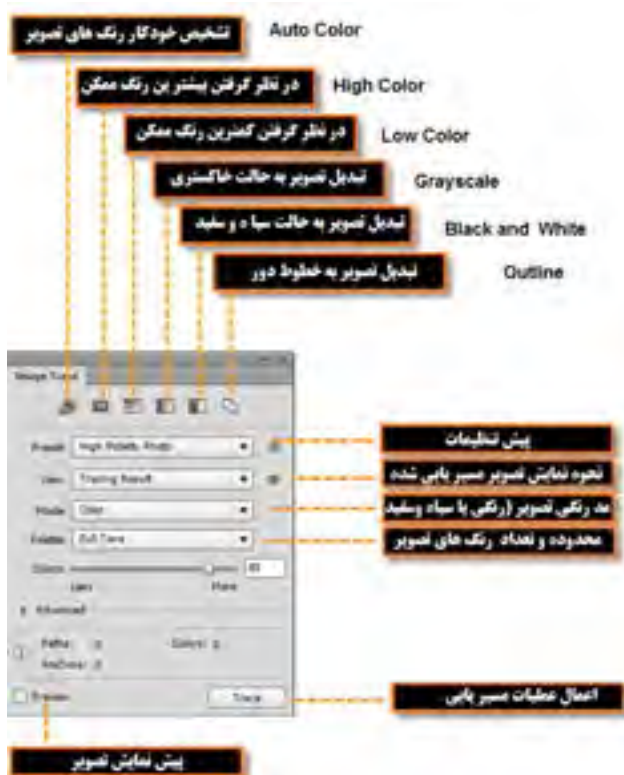 تشخیص خودکار رنگ های تصویر Auto Color
در نظر گرفتن بیشترین رنگ ممکن High Color
در نظر گرفتن کمترین رنگ ممکن Low Color
تبدیل تصویر به حالت خاکستری Grayscale
تبدیل تصویر به حالت سیاه و سفید Black and White
تبدیل تصویر به خطوط دور Outline
Image Trace
Preset: High Fidelity Photo
پیش تنظیمات
View: Tracing Result
نحوه نمایش تصویر مسیر یابی شده
Mode: Color
مد رنگی تصویر (رنگی یا سیاه وسفید
Palette: Full Tone
محدوده و تعداد رنگ های تصویر
Colors:
Less More
Advanced
Paths: Colors:
Anchors:
Preview Trace
اعمال عملیات مسیر یابی
پیش نمایش تصویر